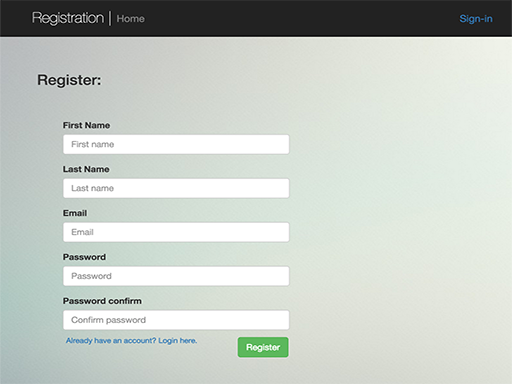 Registration | Home Sign-in
Register:
First Name
First name
Last Name
Last name
Email
Email
Password
Password
Password confirm
Confirm password
Already have an account? Login here. Register